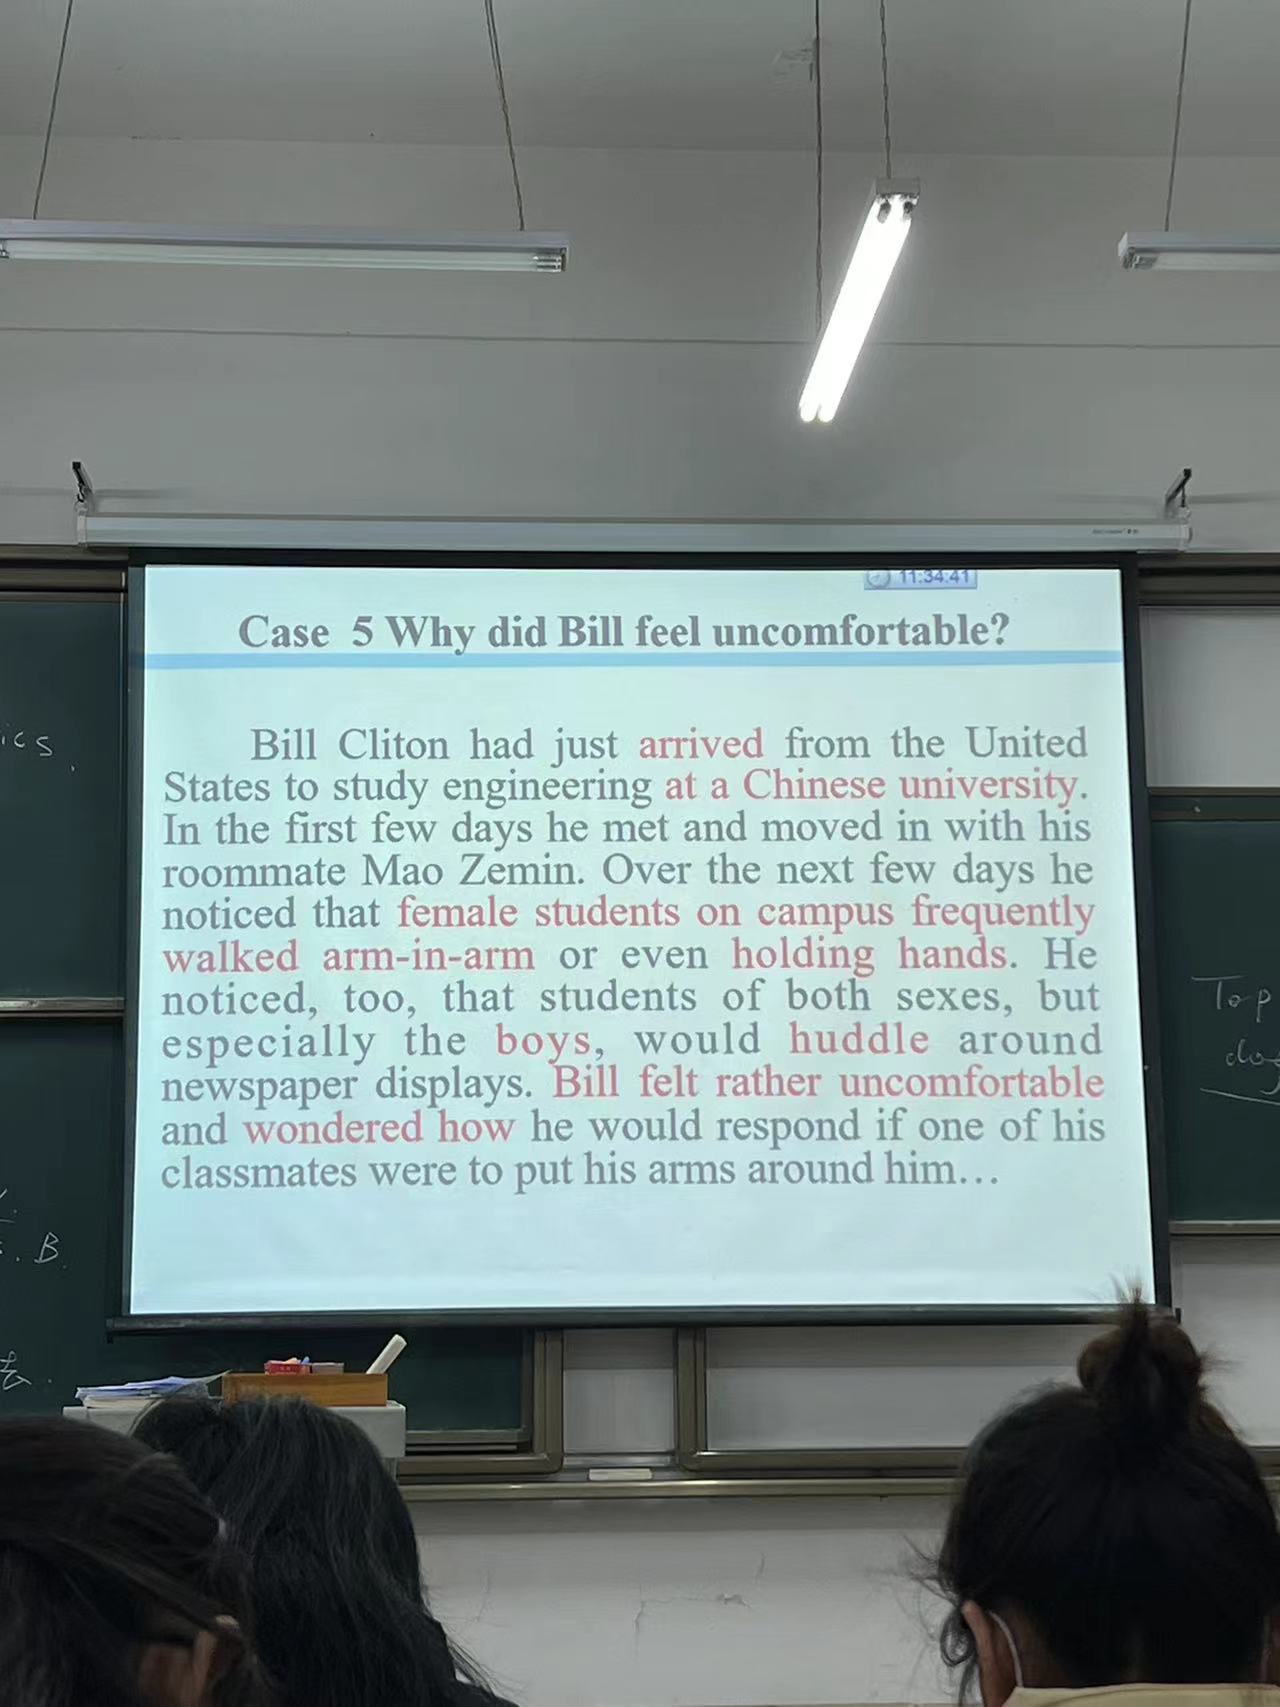 11:34:41
Case 5 Why did Bill feel uncomfortable?
Bill Cliton had just arrived from the United
States to study engineering at a Chinese university.
In the first few days he met and moved in with his
roommate Mao Zemin. Over the next few days he
noticed that female students on campus frequently
walked arm-in-arm or even holding hands. He
noticed, too, that students of both sexes, but
especially the boys, would huddle around
newspaper displays. Bill felt rather uncomfortable
and wondered how he would respond if one of his
classmates were to put his arms around him…
ics
B
Top